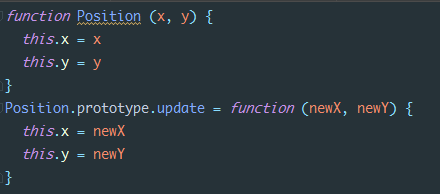 function Position (x, y) {
  this.x = x
  this.y = y
}
Position.prototype.update = function (newX, newY) {
  this.x = newX
  this.y = newY
}